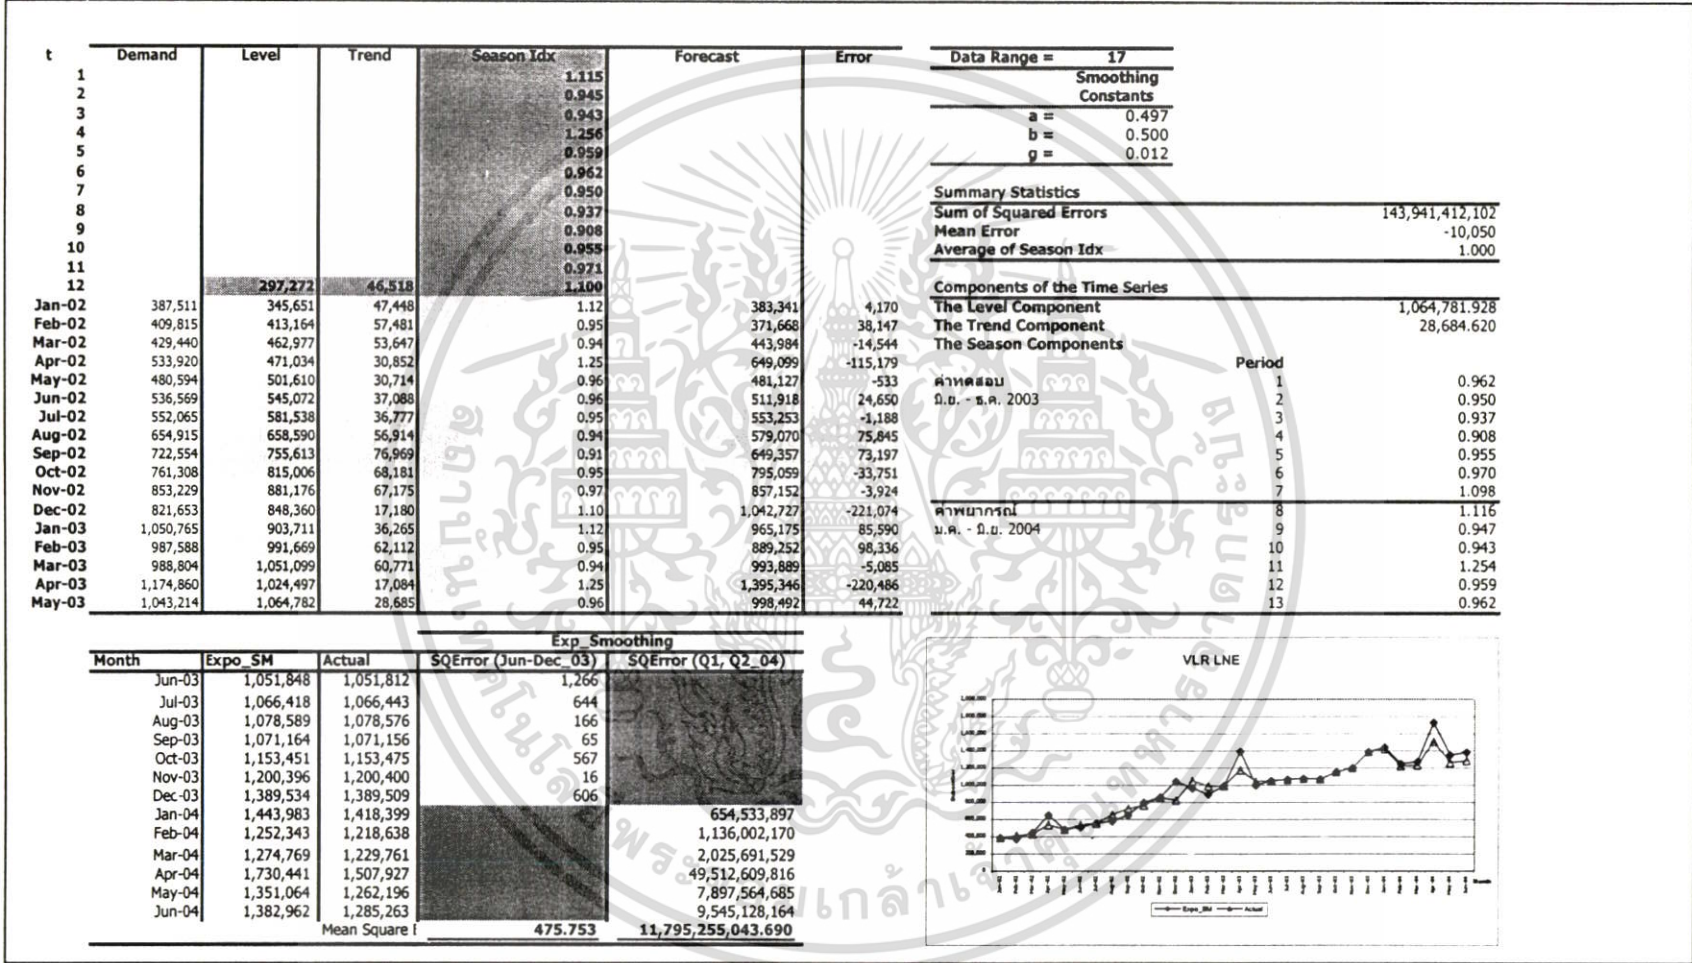 t Demand Level Trend Season Idx Forecast Error
1 1.115
2 0.945
3 0.943
4 1.256
5 0.959
6 0.962
7 0.950
8 0.937
9 0.908
10 0.955
11 0.971
12 297,272 46,518 1.100
Jan-02 387,511 345,651 47,448 1.12 383,341 4,170
Feb-02 409,815 413,164 57,481 0.95 371,668 38,147
Mar-02 429,440 462,977 53,647 0.94 443,984 -14,544
Apr-02 533,920 471,034 30,852 1.25 649,099 -115,179
May-02 480,594 501,610 30,714 0.96 481,127 -533
Jun-02 536,569 545,072 37,088 0.96 511,918 24,650
Jul-02 552,065 581,538 36,777 0.95 553,253 -1,188
Aug-02 654,915 658,590 56,914 0.94 579,070 75,845
Sep-02 722,554 755,613 76,969 0.91 649,357 73,197
Oct-02 761,308 815,006 68,181 0.95 795,059 -33,751
Nov-02 853,229 881,176 67,175 0.97 857,152 -3,924
Dec-02 821,653 848,360 17,180 1.10 1,042,727 -221,074
Jan-03 1,050,765 903,711 36,265 1.12 965,175 85,590
Feb-03 987,588 991,669 62,112 0.95 889,252 98,336
Mar-03 988,804 1,051,099 60,771 0.94 993,889 -5,085
Apr-03 1,174,860 1,024,497 17,084 1.25 1,395,346 -220,486
May-03 1,043,214 1,064,782 28,685 0.96 998,492 44,722
Data Range = 17
Smoothing
Constants
a = 0.497
b = 0.500
g = 0.012
Summary Statistics
Sum of Squared Errors 143,941,412,102
Mean Error -10,050
Average of Season Idx 1.000
Components of the Time Series
The Level Component 1,064,781.928
The Trend Component 28,684.620
The Season Components
Period
ค่าทดสอบ 1 0.962
มิ.ย. - ธ.ค. 2003 2 0.950
3 0.937
4 0.908
5 0.955
6 0.970
7 1.098
ค่าพยากรณ์ 8 1.116
ม.ค. - มิ.ย. 2004 9 0.947
10 0.943
11 1.254
12 0.959
13 0.962
Exp_Smoothing
Month Expo_SM Actual SQError (Jun-Dec_03) SQError (Q1, Q2_04)
Jun-03 1,051,848 1,051,812 1,266
Jul-03 1,066,418 1,066,443 644
Aug-03 1,078,589 1,078,576 166
Sep-03 1,071,164 1,071,156 65
Oct-03 1,153,451 1,153,475 567
Nov-03 1,200,396 1,200,400 16
Dec-03 1,389,534 1,389,509 606
Jan-04 1,443,983 1,418,399 654,533,897
Feb-04 1,252,343 1,218,638 1,136,002,170
Mar-04 1,274,769 1,229,761 2,025,691,529
Apr-04 1,730,441 1,507,927 49,512,609,816
May-04 1,351,064 1,262,196 7,897,564,685
Jun-04 1,382,962 1,285,263 9,545,128,164
Mean Square 475.753 11,795,255,043.690
VLR LNE
Month
Expo_SM Actual